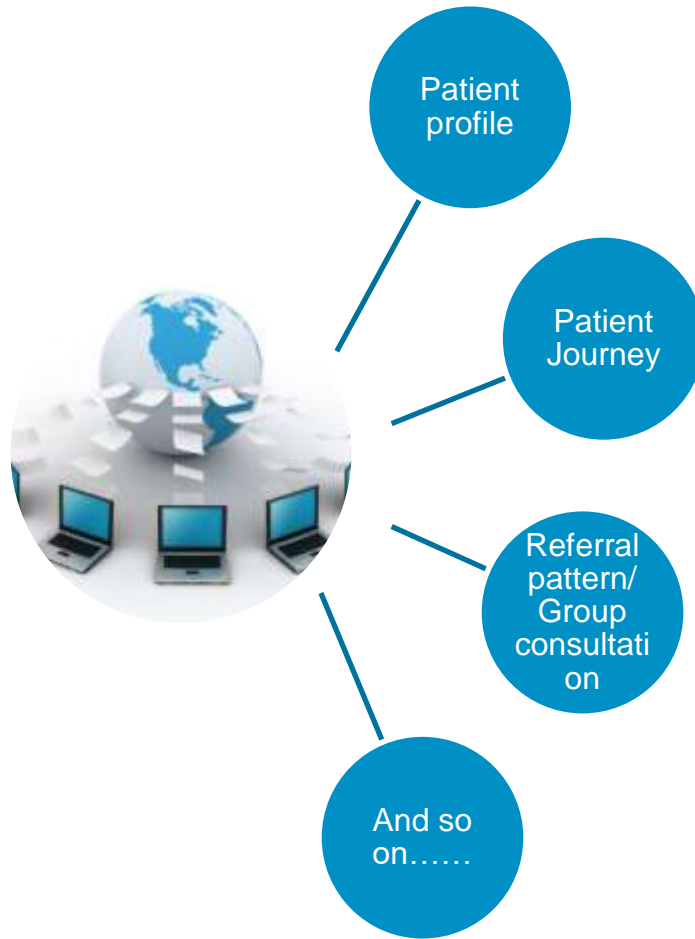 Patient
profile
Patient
Journey
Referral
pattern/
Group
consultati
on
And so
on……